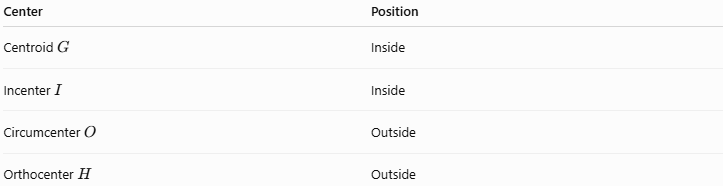 Center Position
Centroid G Inside
Incenter I Inside
Circumcenter O Outside
Orthocenter H Outside